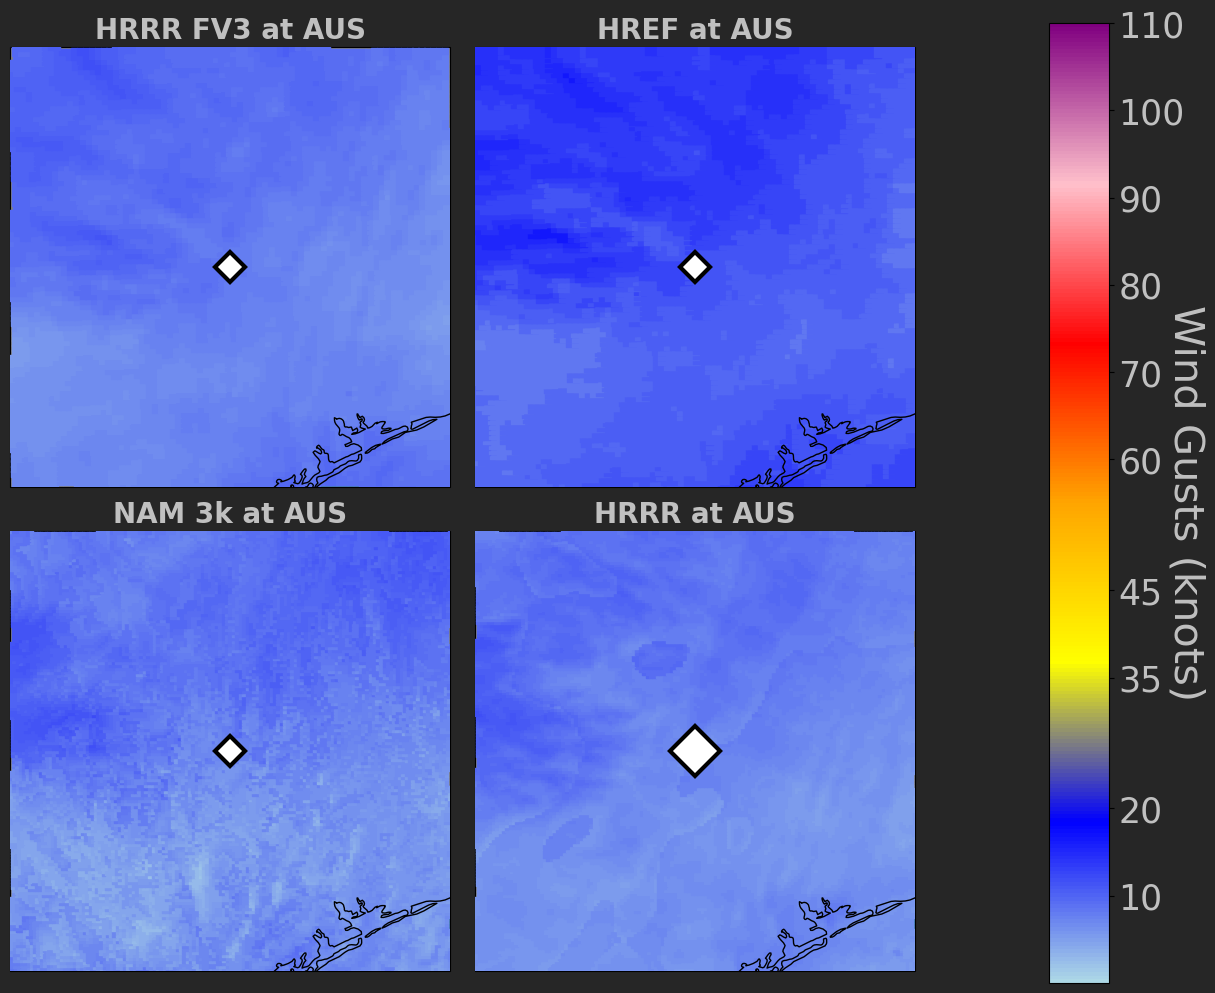 HRRR FV3 at AUS
HREF at AUS
NAM 3k at AUS
HRRR at AUS
110
100
90
80
70
60
45
35
20
10
Wind Gusts (knots)